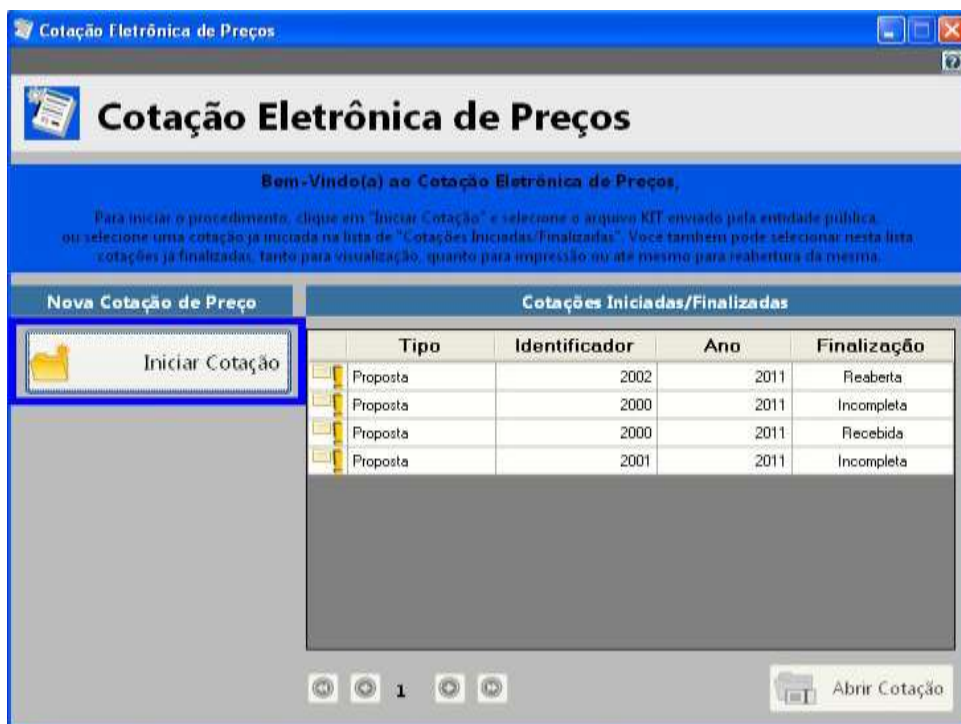 Cotação Eletrônica de Preços
Cotação Eletrônica de Preços
Bem-Vindo(a) ao Cotação Eletrônica de Preços,
Para iniciar o procedimento, clique em "Iniciar Cotação" e selecione o arquivo KIT enviado pela entidade pública,
ou selecione uma cotação já iniciada na lista de "Cotações Iniciadas/Finalizadas". Você também pode selecionar nesta lista
cotações já finalizadas, tanto para visualização, quanto para impressão ou até mesmo para reabertura da mesma.
Nova Cotação de Preço
Cotações Iniciadas/Finalizadas
Iniciar Cotação
Tipo Identificador Ano Finalização
Proposta 2002 2011 Reaberta
Proposta 2000 2011 Incompleta
Proposta 2000 2011 Recebida
Proposta 2001 2011 Incompleta
1
Abrir Cotação